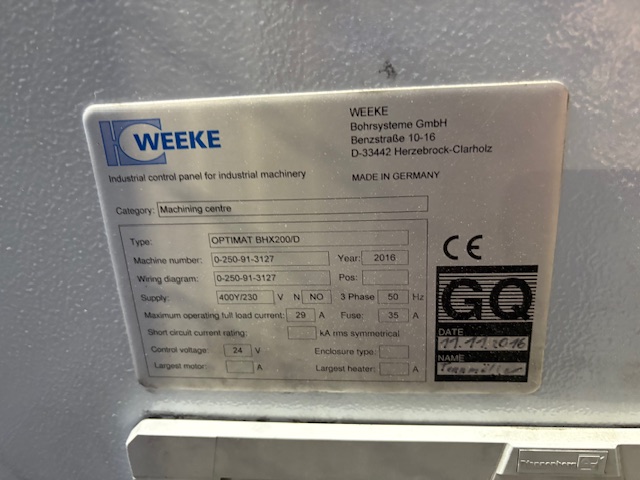 WEEKE
WEEKE
Bohrsysteme GmbH
Benzstraße 10-16
D-33442 Herzebrock-Clarholz
Industrial control panel for industrial machinery
MADE IN GERMANY
Category: Machining centre
Type: OPTIMAT BHX200/D
Machine number: 0-250-91-3127 Year: 2016
Wiring diagram: 0-250-91-3127 Pos:
Supply: 400Y/230 V N NO 3 Phase 50 Hz
Maximum operating full load current: 29 A Fuse: 35 A
Short circuit current rating: kA rms symmetrical
Control voltage: 24 V Enclosure type:
Largest motor: A Largest heater: A
CE
GQ
DATE
11.11.2016
NAME